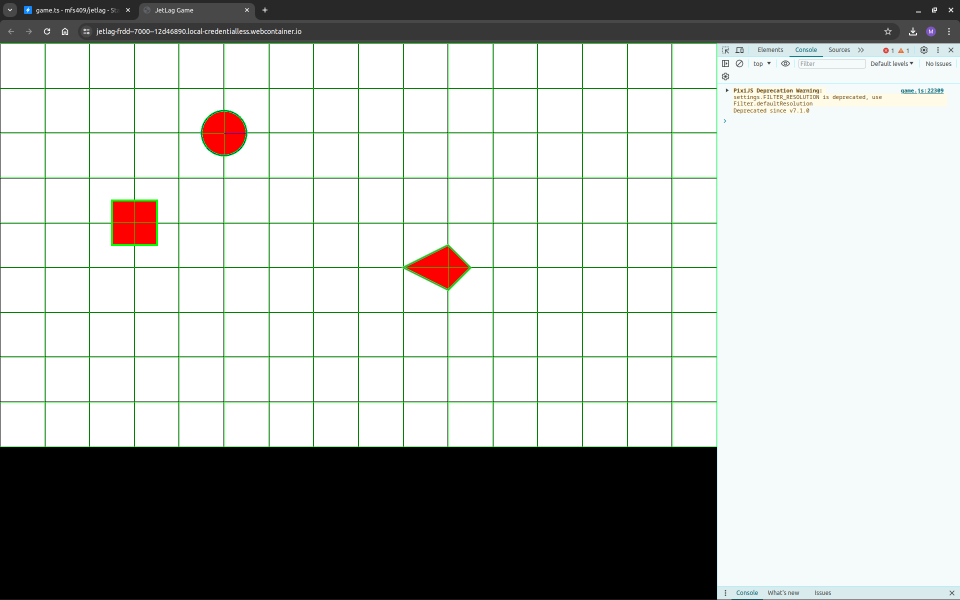 game.ts - mfs409/jetlag - St
JetLag Game
jetlag-frdd--7000--12d46890.local-credentialless.webcontainer.io
M
Elements Console Sources 1 1
top Filter Default levels No Issues
PixiJS Deprecation Warning: game.js:22309
settings.FILTER_RESOLUTION is deprecated, use
Filter.defaultResolution
Deprecated since v7.1.0
Console What's new Issues